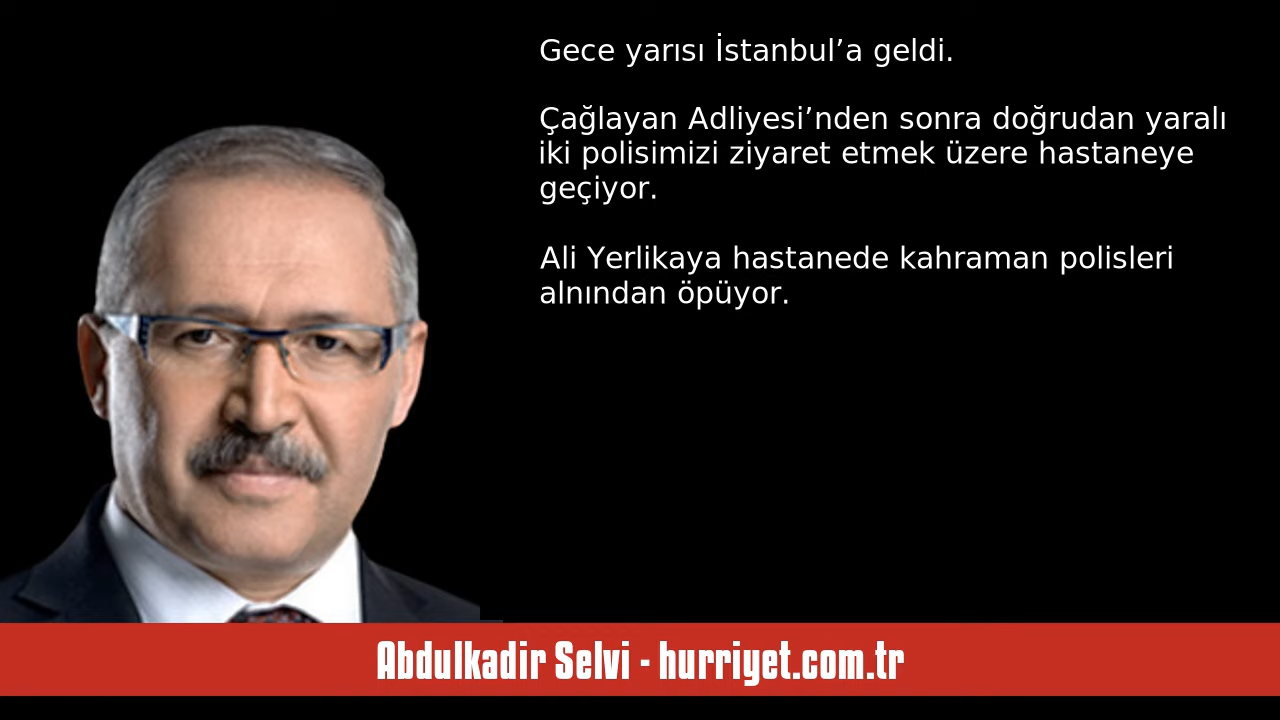 Gece yarısı İstanbul’a geldi.
Çağlayan Adliyesi’nden sonra doğrudan yaralı
iki polisimizi ziyaret etmek üzere hastaneye
geçiyor.
Ali Yerlikaya hastanede kahraman polisleri
alnından öpüyor.
Abdulkadir Selvi - hurriyet.com.tr